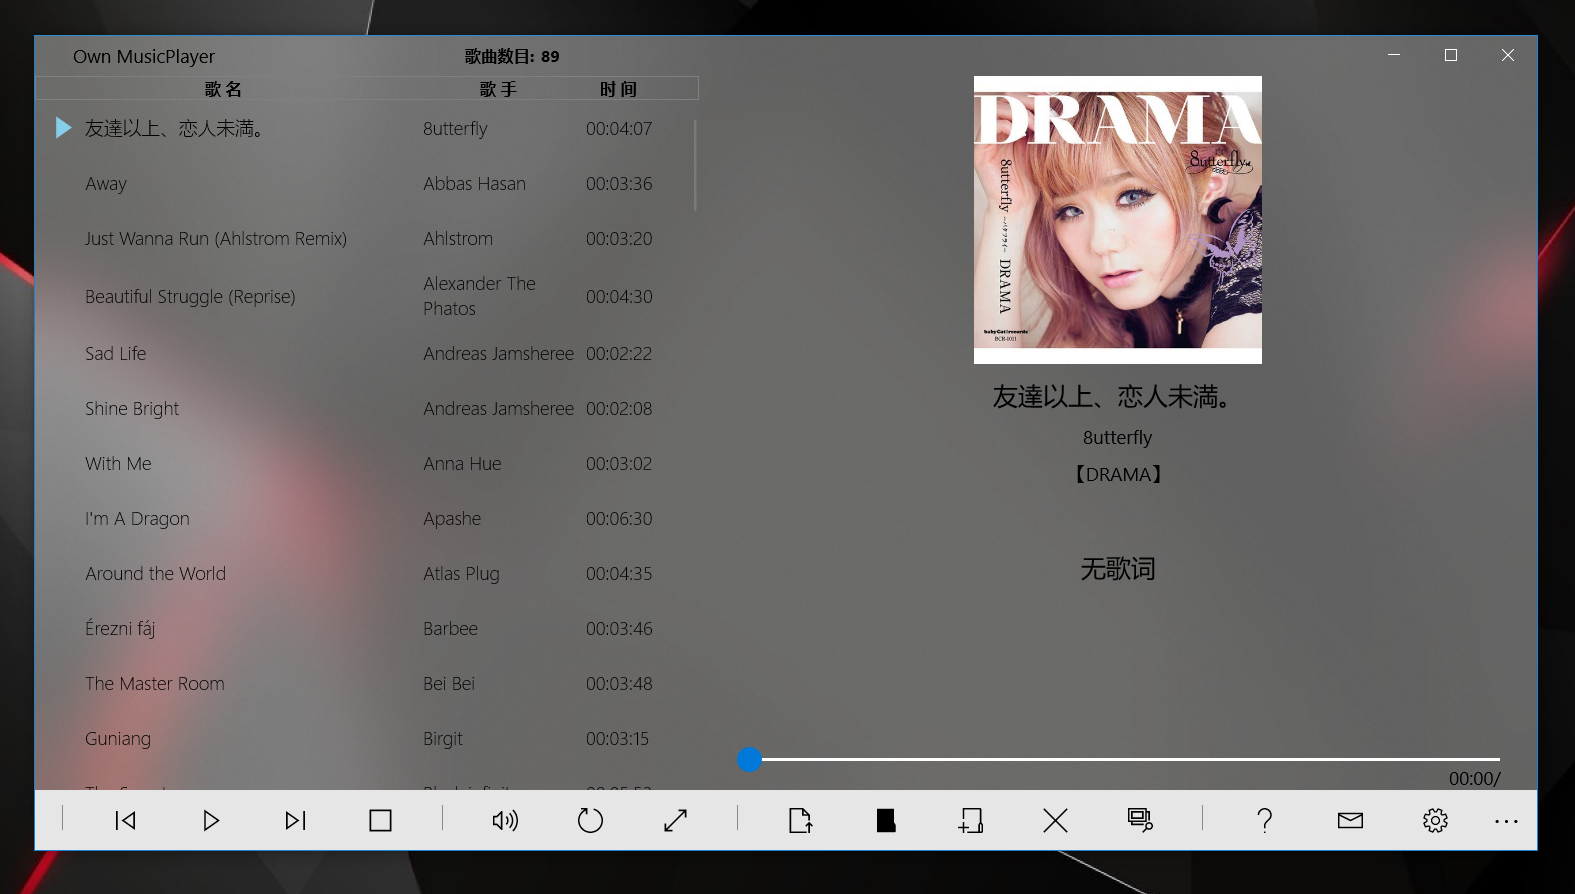 Own MusicPlayer
歌曲数目: 89
歌 名 歌 手 时 间
友達以上、恋人未満。 8utterfly 00:04:07
Away Abbas Hasan 00:03:36
Just Wanna Run (Ahlstrom Remix) Ahlstrom 00:03:20
Beautiful Struggle (Reprise) Alexander The Phatos 00:04:30
Sad Life Andreas Jamsheree 00:02:22
Shine Bright Andreas Jamsheree 00:02:08
With Me Anna Hue 00:03:02
I'm A Dragon Apashe 00:06:30
Around the World Atlas Plug 00:04:35
Érezni fáj Barbee 00:03:46
The Master Room Bei Bei 00:03:48
Guniang Birgit 00:03:15
DRAMA
8utterfly
8utterfly ーバタフライー DRAMA
babyCat!records
BCR-1011
友達以上、恋人未満。
8utterfly
【DRAMA】
无歌词
00:00/